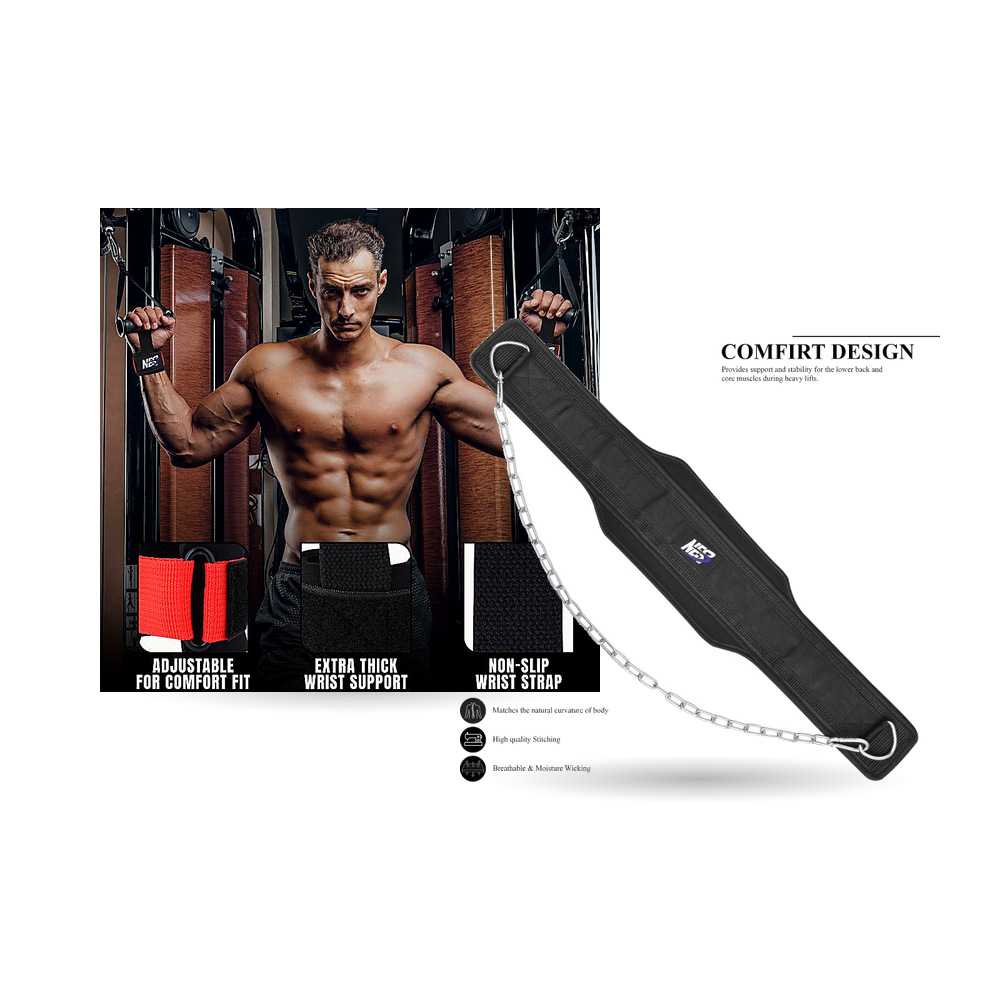 NES
COMFIRT DESIGN
Provides support and stability for the lower back and
core muscles during heavy lifts.
NES
ADJUSTABLE
FOR COMFORT FIT
EXTRA THICK
WRIST SUPPORT
NON-SLIP
WRIST STRAP
Matches the natural curvature of body
High quality Stitching
Breathable & Moisture Wicking